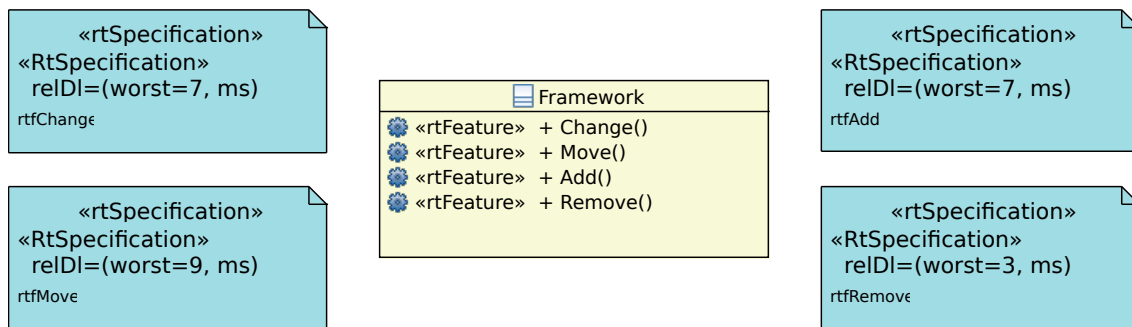 «rtSpecification»
«RtSpecification»
relDl=(worst=7, ms)
rtfChange
«rtSpecification»
«RtSpecification»
relDl=(worst=9, ms)
rtfMove
Framework
«rtFeature» + Change()
«rtFeature» + Move()
«rtFeature» + Add()
«rtFeature» + Remove()
«rtSpecification»
«RtSpecification»
relDl=(worst=7, ms)
rtfAdd
«rtSpecification»
«RtSpecification»
relDl=(worst=3, ms)
rtfRemove